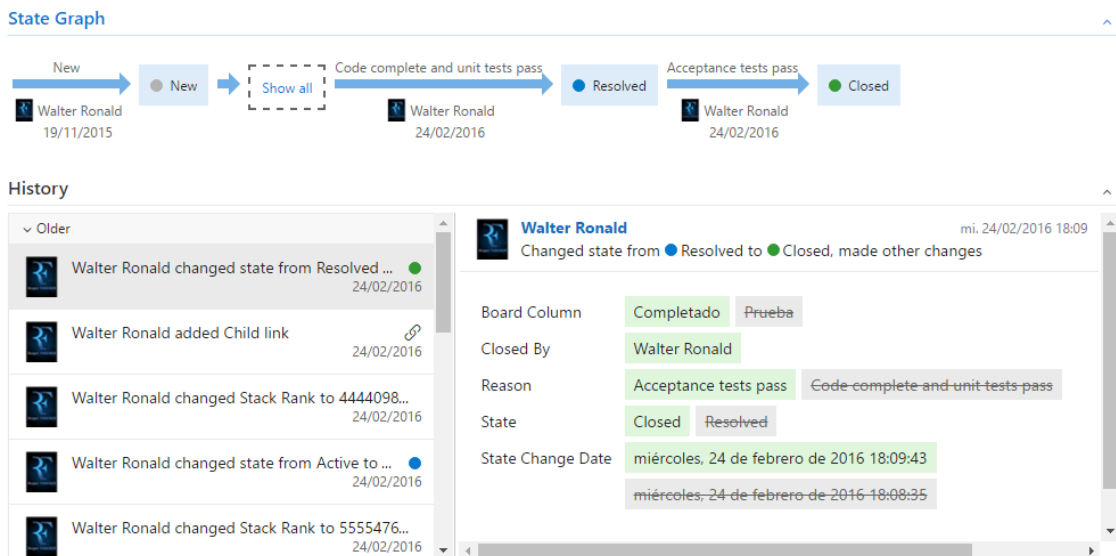 State Graph
New
New
Show all
Code complete and unit tests pass
Resolved
Acceptance tests pass
Closed
Walter Ronald
19/11/2015
Walter Ronald
24/02/2016
Walter Ronald
24/02/2016
History
Older
Walter Ronald changed state from Resolved ...
24/02/2016
Walter Ronald added Child link
24/02/2016
Walter Ronald changed Stack Rank to 4444098...
24/02/2016
Walter Ronald changed state from Active to ...
24/02/2016
Walter Ronald changed Stack Rank to 5555476...
24/02/2016
Walter Ronald
mi. 24/02/2016 18:09
Changed state from Resolved to Closed, made other changes
Board Column Completado Prueba
Closed By Walter Ronald
Reason Acceptance tests pass Code complete and unit tests pass
State Closed Resolved
State Change Date miércoles, 24 de febrero de 2016 18:09:43
miércoles, 24 de febrero de 2016 18:08:35